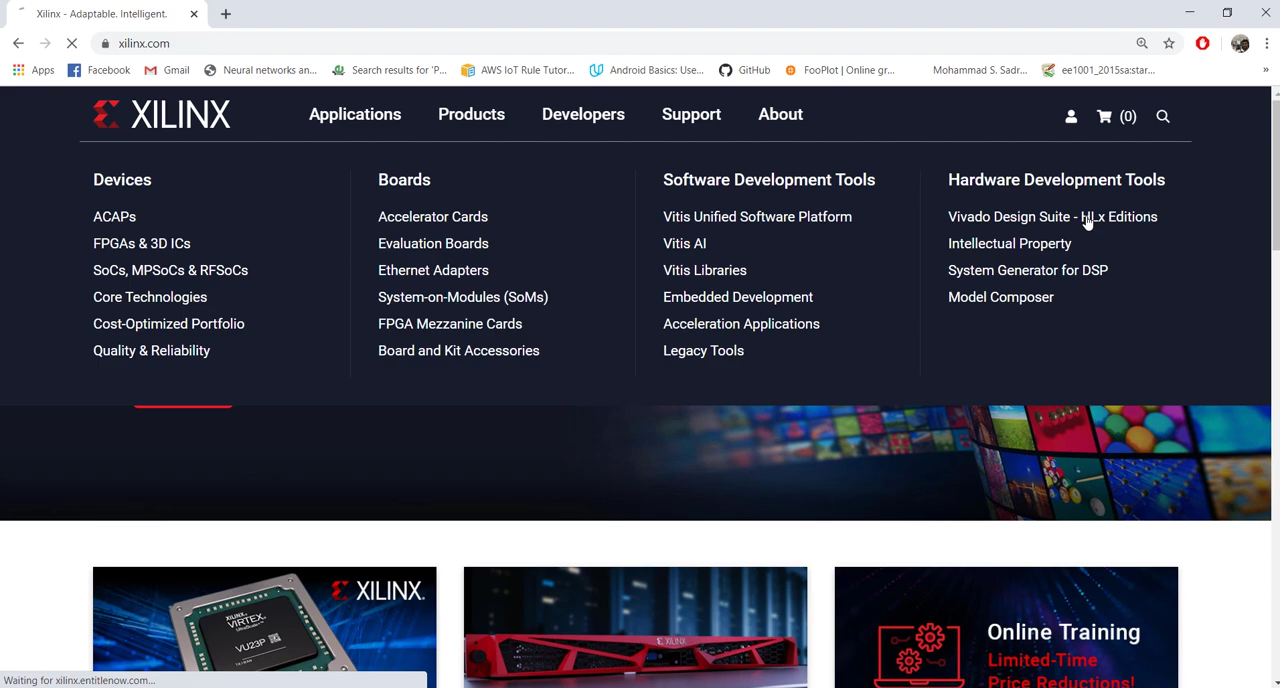 Xilinx - Adaptable. Intelligent.
xilinx.com
Apps
Facebook
Gmail
Neural networks an...
Search results for 'P...
AWS IoT Rule Tutor...
Android Basics: Use...
GitHub
FooPlot | Online gr...
Mohammad S. Sadr...
ee1001_2015sa:star...
»
XILINX
Applications
Products
Developers
Support
About
(0)
Devices
ACAPs
FPGAs & 3D ICs
SoCs, MPSoCs & RFSoCs
Core Technologies
Cost-Optimized Portfolio
Quality & Reliability
Boards
Accelerator Cards
Evaluation Boards
Ethernet Adapters
System-on-Modules (SoMs)
FPGA Mezzanine Cards
Board and Kit Accessories
Software Development Tools
Vitis Unified Software Platform
Vitis AI
Vitis Libraries
Embedded Development
Acceleration Applications
Legacy Tools
Hardware Development Tools
Vivado Design Suite - HLx Editions
Intellectual Property
System Generator for DSP
Model Composer
XILINX.
XILINX
VIRTEX
UltraScale+
VU23P
XILINX
Online Training
Limited-Time
Price Reductions!
Waiting for xilinx.entitlenow.com...